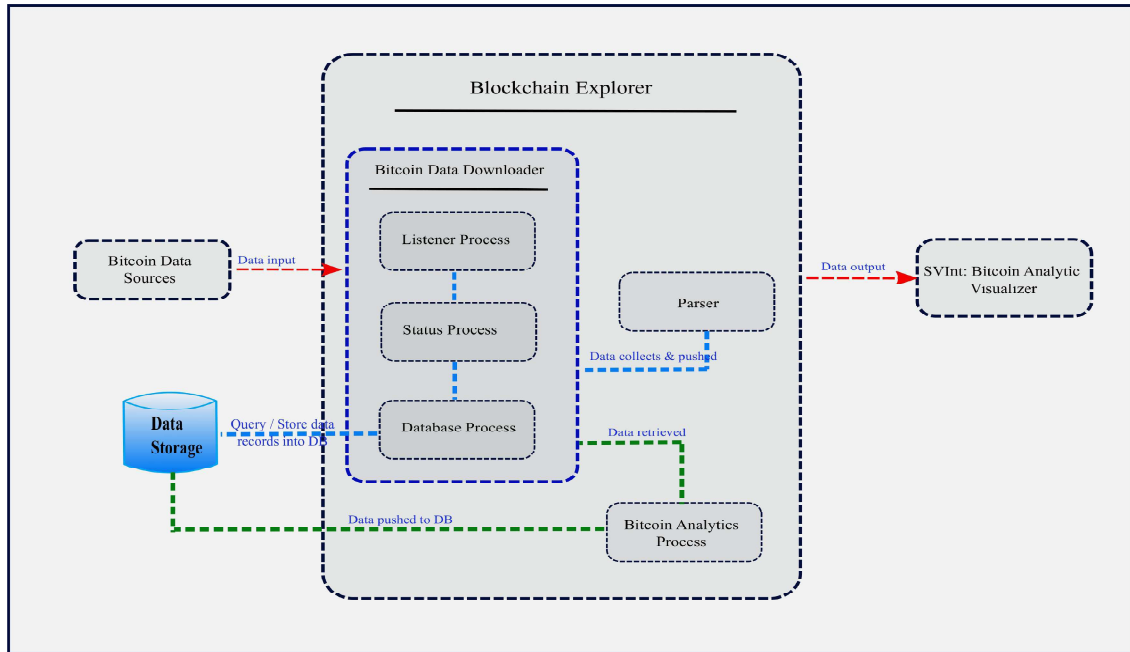 Blockchain Explorer
Bitcoin Data Downloader
Listener Process
Bitcoin Data
Sources
Data input
Status Process
Parser
Data output
SVInt: Bitcoin Analytic
Visualizer
Data collects & pushed
Data
Storage
Query / Store data
records into DB
Database Process
Data retrieved
Data pushed to DB
Bitcoin Analytics
Process